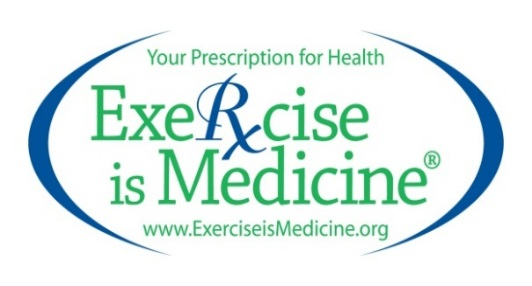 Your Prescription for Health
ExeRxcise
is Medicine®
www.ExerciseisMedicine.org